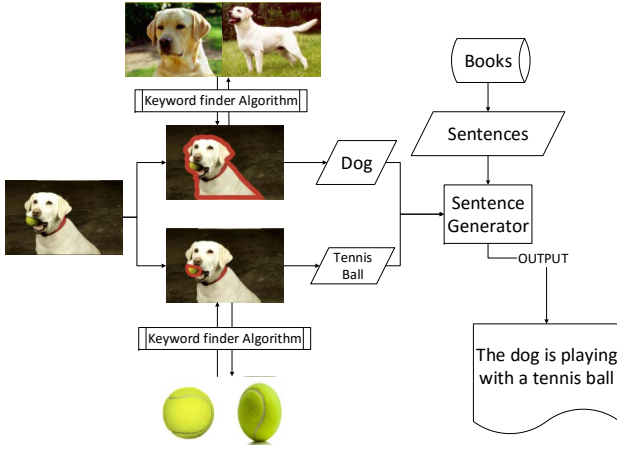 Keyword finder Algorithm
Books
Sentences
Dog
Sentence
Generator
Tennis
Ball
OUTPUT
Keyword finder Algorithm
The dog is playing
with a tennis ball